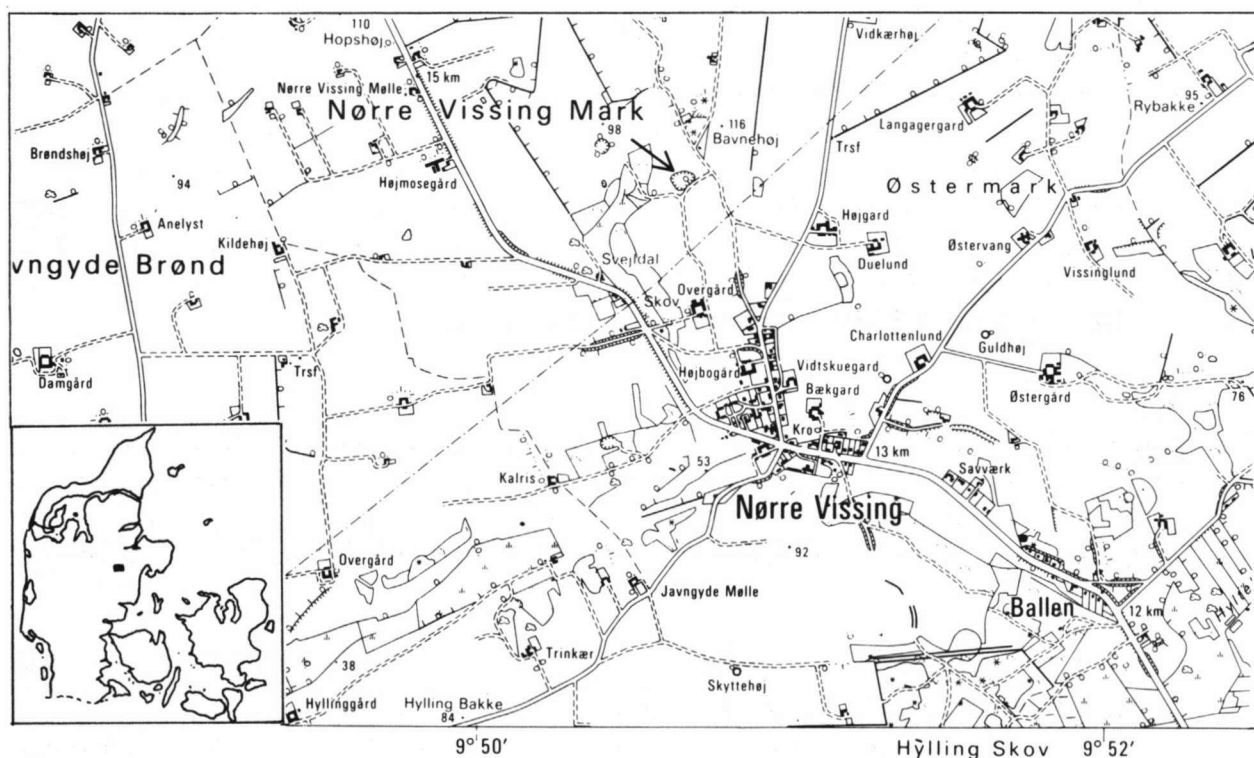 110
Hopshøj
Vidkærhøj
15 km
Nørre Vissing Mølle
Nørre Vissing Mark
98
116
Bavnehøj
Langagergard
95
Rybakke
Trsf
Brøndshøj
Højmosegård
94
Østermark
Anelyst
Højgard
Kildehøj
Østervang
Duelund
Vissinglund
vngyde Brønd
Svejldal
Overgård
Skov
Charlottenlund
Guldhøj
Damgård
Trsf
Højbogård
Vidtskuegard
Bækgard
Østergård
76
Kro
13 km
53
Savværk
Kalris
Nørre Vissing
92
Overgård
Javngyde Mølle
Ballen
12 km
Hylke
Trinkær
38
Skyttehøj
Hyllinggård
Hylling Bakke
84
9°50'
Hylling Skov
9°52'